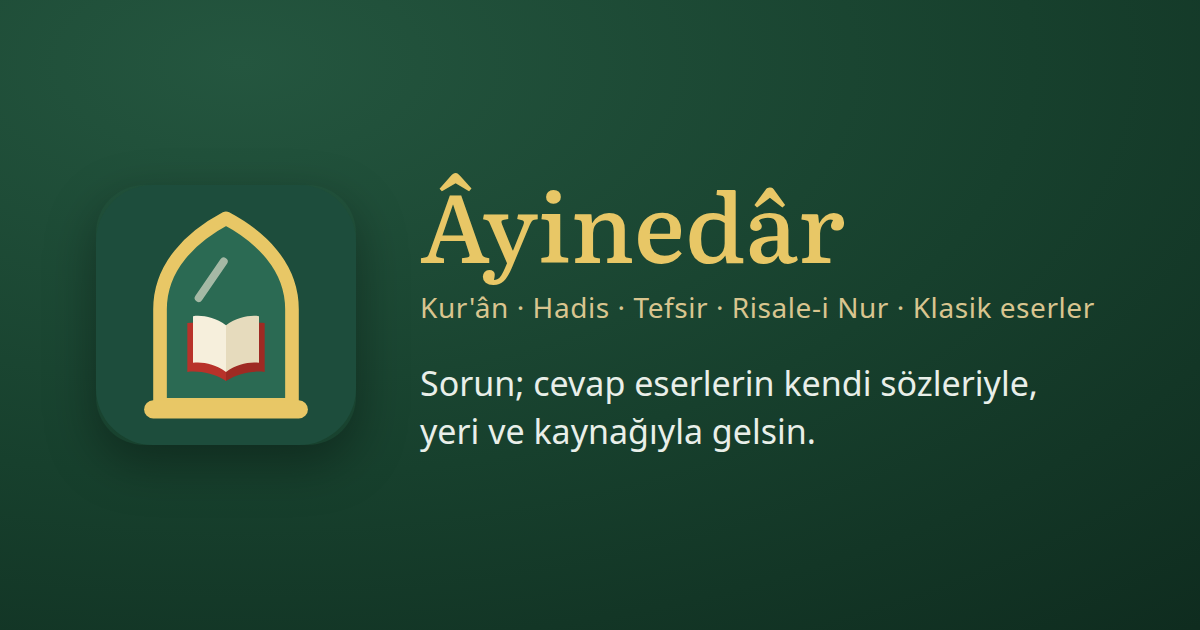 Âyinedâr
Kur'ân · Hadis · Tefsir · Risale-i Nur · Klasik eserler
Sorun; cevap eserlerin kendi sözleriyle,
yeri ve kaynağıyla gelsin.